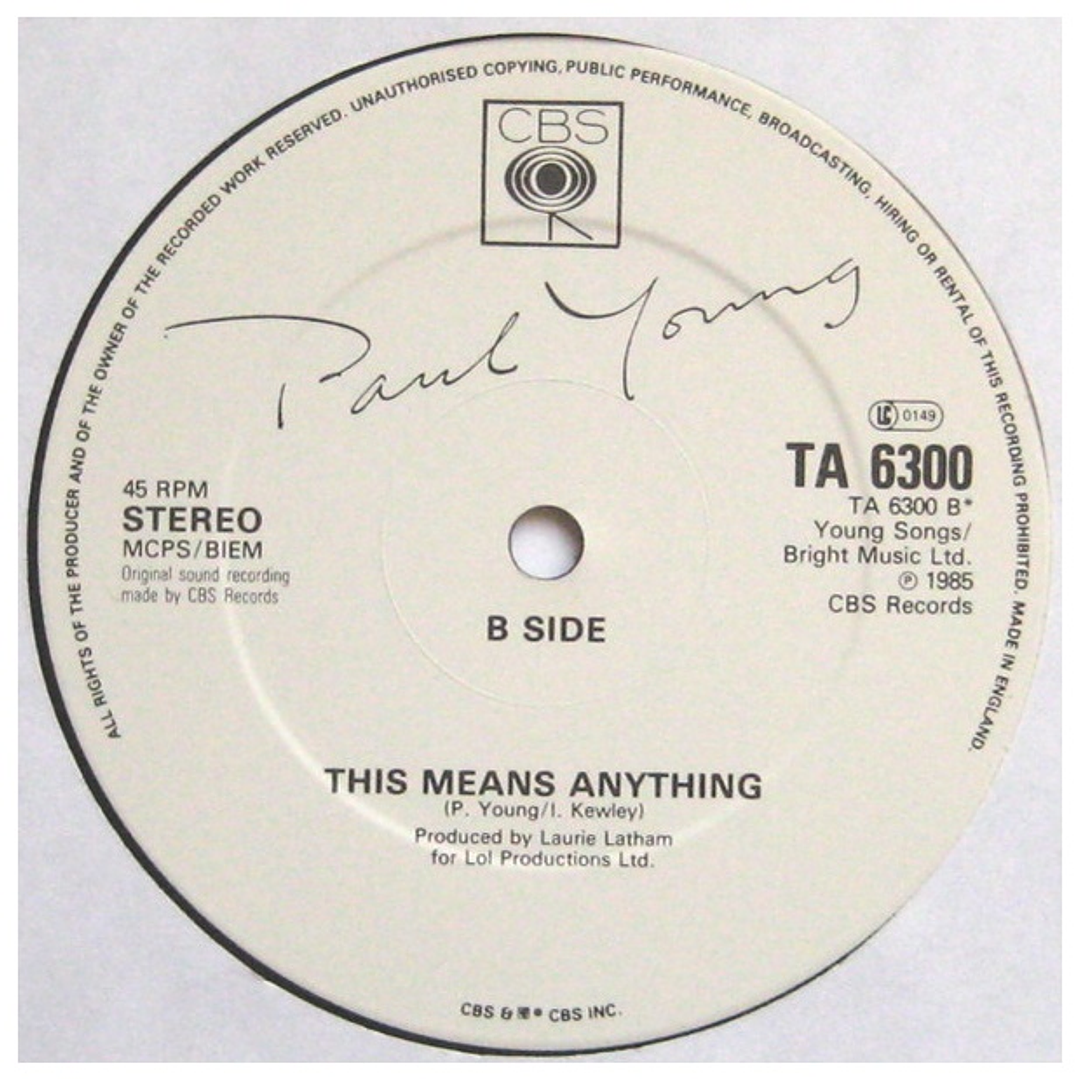 ALL RIGHTS OF THE PRODUCER AND OF THE OWNER OF THE RECORDED WORK RESERVED. UNAUTHORISED COPYING, PUBLIC PERFORMANCE, BROADCASTING, HIRING OR RENTAL OF THIS RECORDING PROHIBITED. MADE IN ENGLAND.
CBS
Paul Young
LC 0149
TA 6300
TA 6300 B*
Young Songs/
Bright Music Ltd.
℗ 1985
CBS Records
45 RPM
STEREO
MCPS/BIEM
Original sound recording
made by CBS Records
B SIDE
THIS MEANS ANYTHING
(P. Young/I. Kewley)
Produced by Laurie Latham
for Lol Productions Ltd.
CBS & CBS INC.